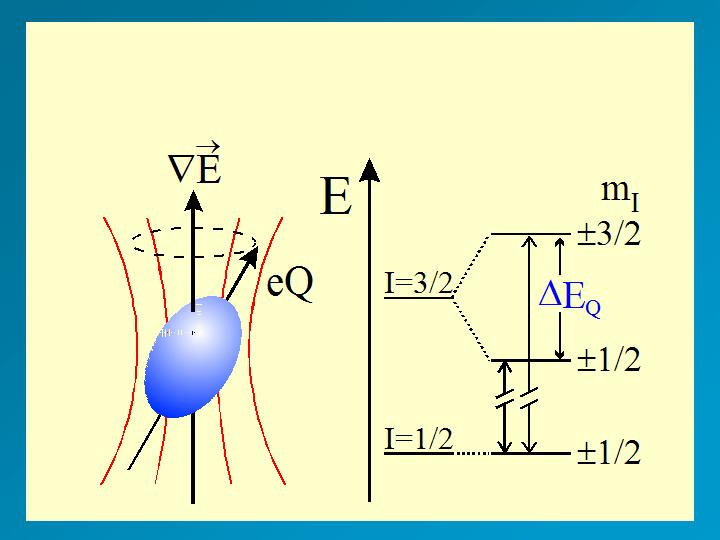 ∇E⃗
E
eQ
m_I
±3/2
I=3/2
ΔE_Q
±1/2
I=1/2
±1/2